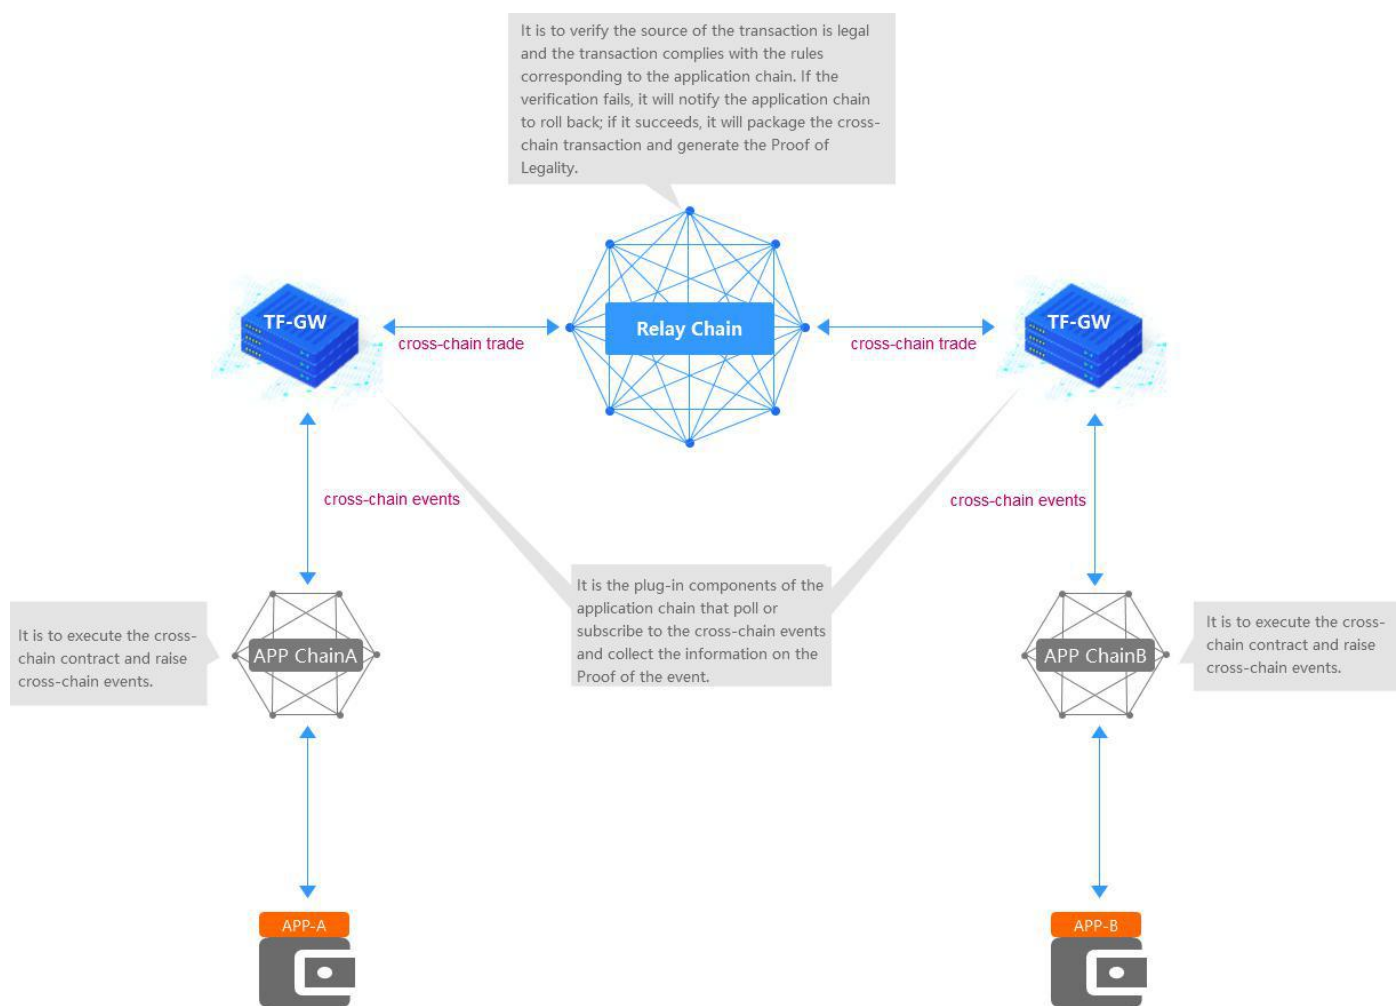 It is to verify the source of the transaction is legal
and the transaction complies with the rules
corresponding to the application chain. If the
verification fails, it will notify the application chain
to roll back; if it succeeds, it will package the cross-
chain transaction and generate the Proof of
Legality.
TF-GW
Relay Chain
TF-GW
cross-chain trade
cross-chain trade
cross-chain events
cross-chain events
It is the plug-in components of the
application chain that poll or
subscribe to the cross-chain events
and collect the information on the
Proof of the event.
It is to execute the cross-
chain contract and raise
cross-chain events.
APP ChainA
APP ChainB
It is to execute the cross-
chain contract and raise
cross-chain events.
APP-A
APP-B